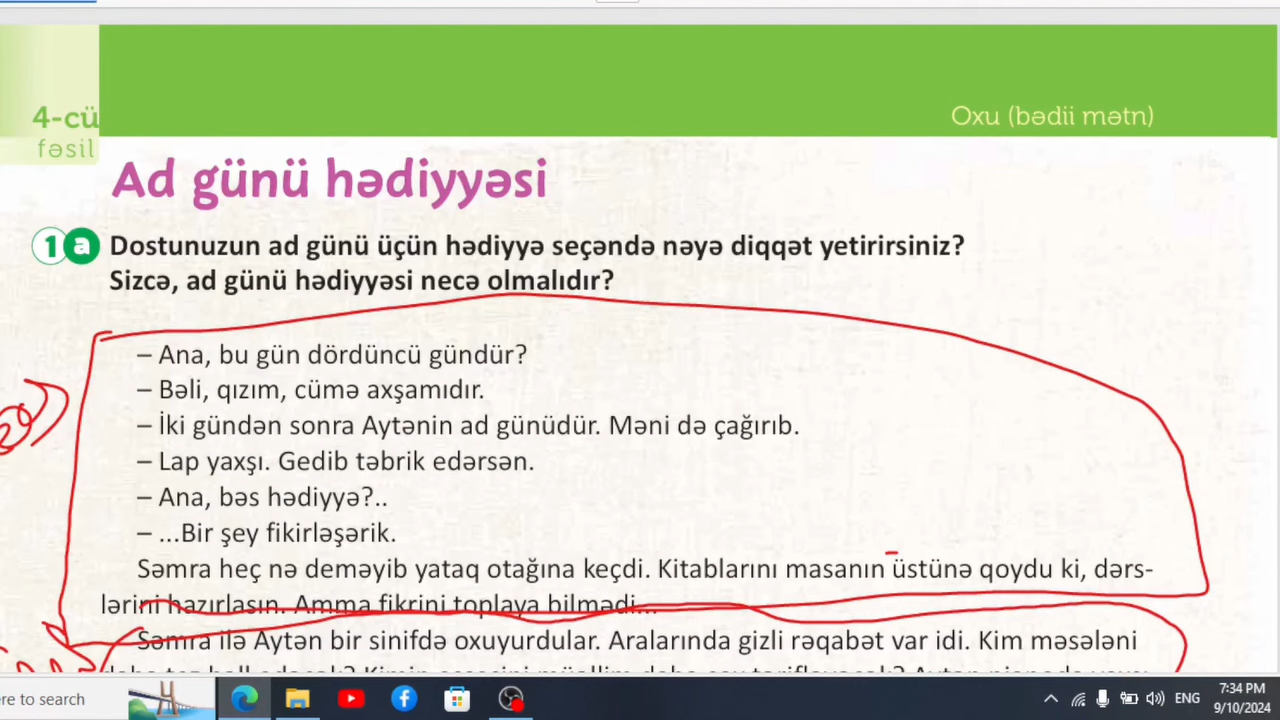 4-cü
fəsil
Oxu (bədii mətn)
Ad günü hədiyyəsi
1 a Dostunuzun ad günü üçün hədiyyə seçəndə nəyə diqqət yetirirsiniz?
Sizcə, ad günü hədiyyəsi necə olmalıdır?
– Ana, bu gün dördüncü gündür?
– Bəli, qızım, cümə axşamıdır.
– İki gündən sonra Aytənin ad günüdür. Məni də çağırıb.
– Lap yaxşı. Gedib təbrik edərsən.
– Ana, bəs hədiyyə?..
– ...Bir şey fikirləşərik.
Səmra heç nə deməyib yataq otağına keçdi. Kitablarını masanın üstünə qoydu ki, dərs-
lərini hazırlasın. Amma fikrini toplaya bilmədi...
Səmra ilə Aytən bir sinifdə oxuyurdular. Aralarında gizli rəqabət var idi. Kim məsələni
ere to search
ENG
7:34 PM
9/10/2024